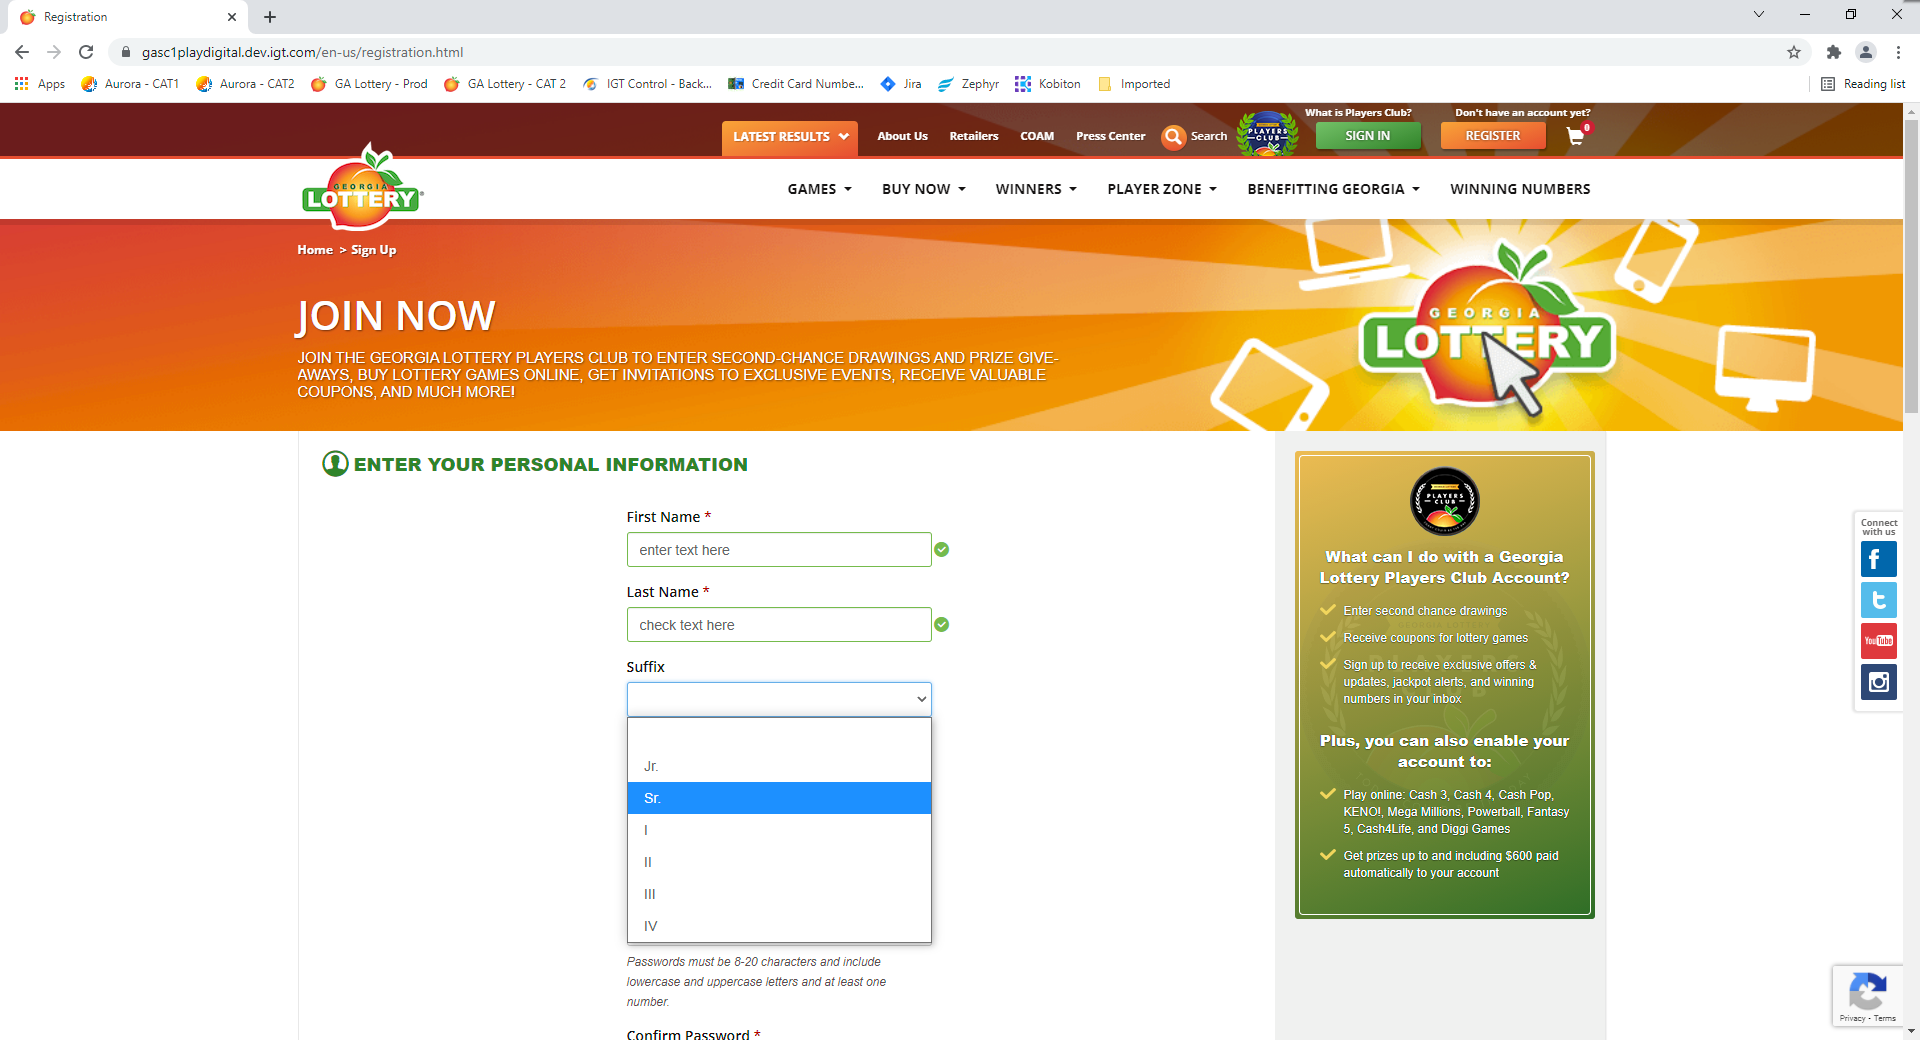 Registration
gasc1playdigital.dev.igt.com/en-us/registration.html
Apps
Aurora - CAT1
Aurora - CAT2
GA Lottery - Prod
GA Lottery - CAT 2
IGT Control - Back...
Credit Card Numbe...
Jira
Zephyr
Kobiton
Imported
Reading list
LATEST RESULTS
About Us
Retailers
COAM
Press Center
Search
PLAYERS
CLUB
What is Players Club?
SIGN IN
Don't have an account yet?
REGISTER
0
GEORGIA
LOTTERY
GAMES
BUY NOW
WINNERS
PLAYER ZONE
BENEFITTING GEORGIA
WINNING NUMBERS
Home > Sign Up
JOIN NOW
JOIN THE GEORGIA LOTTERY PLAYERS CLUB TO ENTER SECOND-CHANCE DRAWINGS AND PRIZE GIVE-
AWAYS, BUY LOTTERY GAMES ONLINE, GET INVITATIONS TO EXCLUSIVE EVENTS, RECEIVE VALUABLE
COUPONS, AND MUCH MORE!
GEORGIA
LOTTERY
ENTER YOUR PERSONAL INFORMATION
First Name *
enter text here
Last Name *
check text here
Suffix
Jr.
Sr.
I
II
III
IV
Passwords must be 8-20 characters and include
lowercase and uppercase letters and at least one
number.
Confirm Password *
PLAYERS
CLUB
What can I do with a Georgia
Lottery Players Club Account?
Enter second chance drawings
Receive coupons for lottery games
Sign up to receive exclusive offers &
updates, jackpot alerts, and winning
numbers in your inbox
Plus, you can also enable your
account to:
Play online: Cash 3, Cash 4, Cash Pop,
KENO!, Mega Millions, Powerball, Fantasy
5, Cash4Life, and Diggi Games
Get prizes up to and including $600 paid
automatically to your account
Connect
with us
YouTube
Privacy - Terms